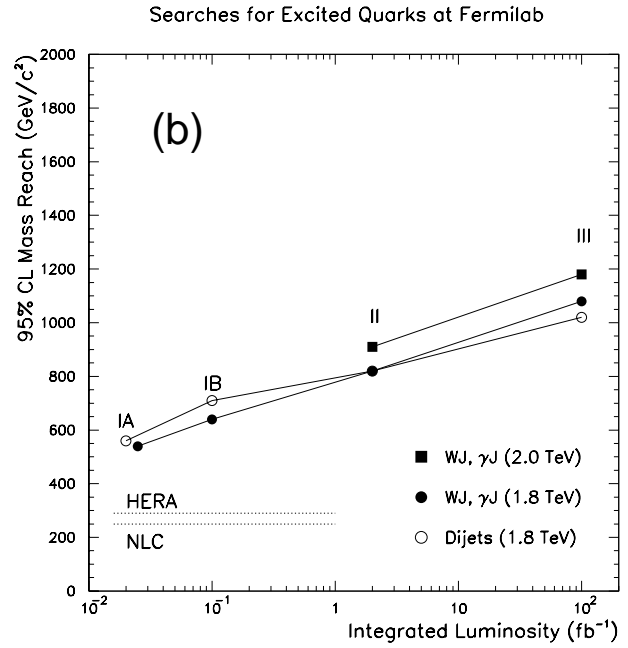 Searches for Excited Quarks at Fermilab
95% CL Mass Reach (GeV/c²)
2000
1800
1600
1400
1200
1000
800
600
400
200
0
(b)
III
II
IB
IA
HERA
NLC
WJ, γJ (2.0 TeV)
WJ, γJ (1.8 TeV)
Dijets (1.8 TeV)
10⁻² 10⁻¹ 1 10 10²
Integrated Luminosity (fb⁻¹)